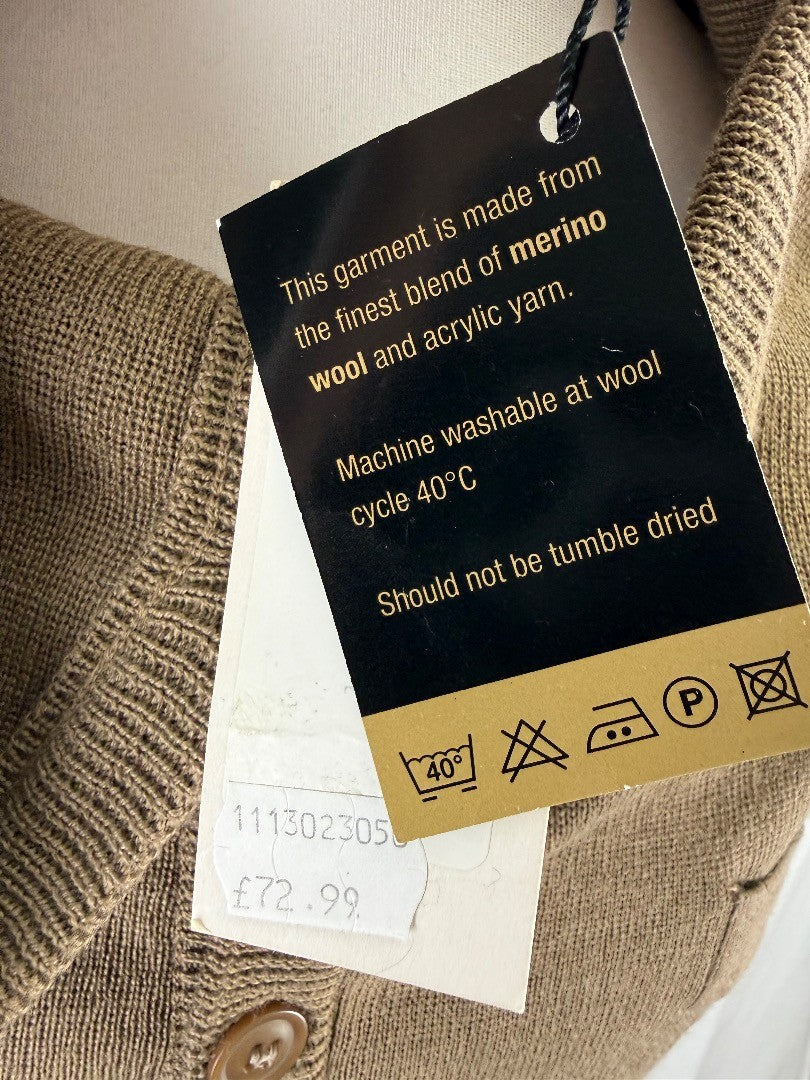 This garment is made from
the finest blend of merino
wool and acrylic yarn.
Machine washable at wool
cycle 40°C
Should not be tumble dried
40°
P
£72.99